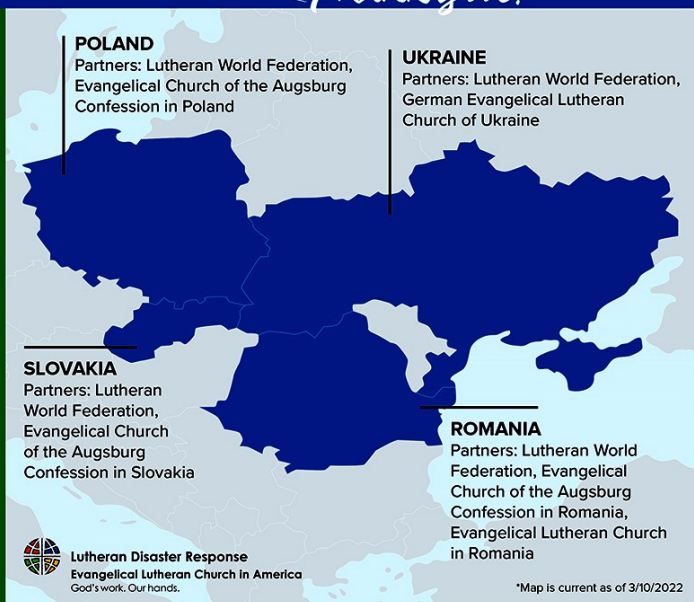 POLAND
Partners: Lutheran World Federation,
Evangelical Church of the Augsburg
Confession in Poland
UKRAINE
Partners: Lutheran World Federation,
German Evangelical Lutheran
Church of Ukraine
SLOVAKIA
Partners: Lutheran
World Federation,
Evangelical Church
of the Augsburg
Confession in Slovakia
ROMANIA
Partners: Lutheran World
Federation, Evangelical
Church of the Augsburg
Confession in Romania,
Evangelical Lutheran Church
in Romania
Lutheran Disaster Response
Evangelical Lutheran Church in America
God's work. Our hands.
*Map is current as of 3/10/2022